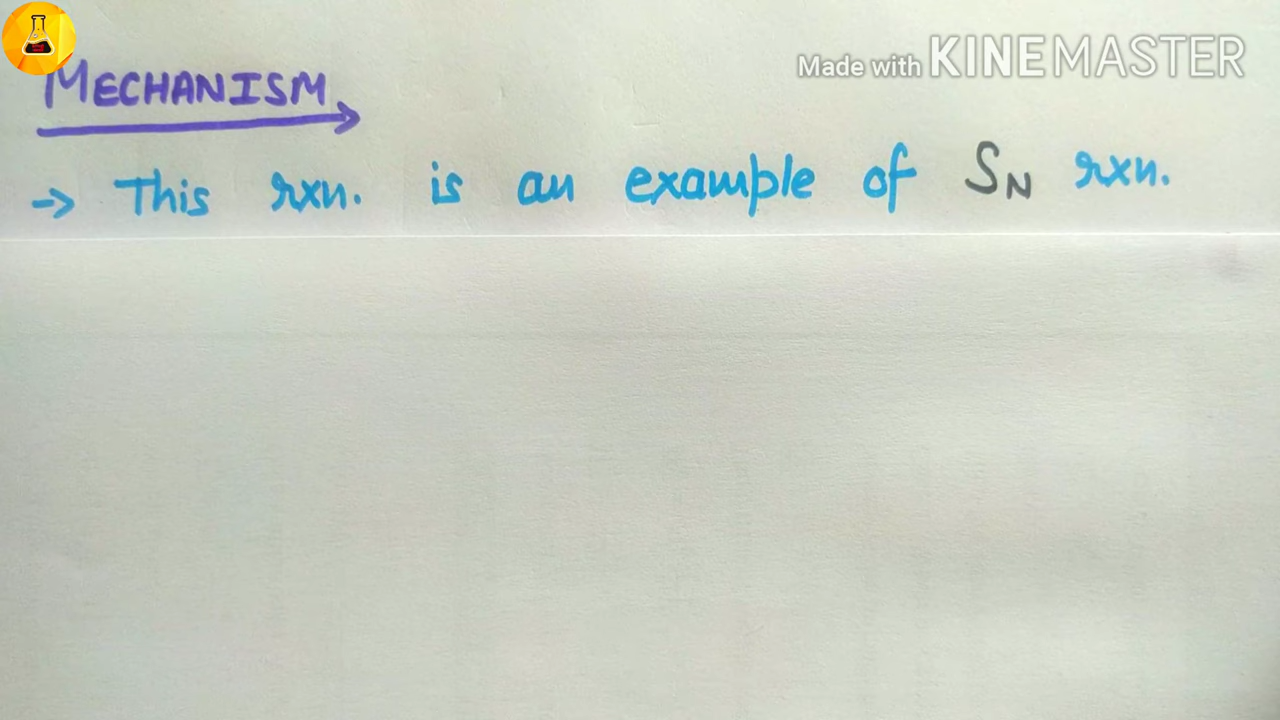 Made with KINEMASTER
MECHANISM
→ This rxn. is an example of SN rxn.